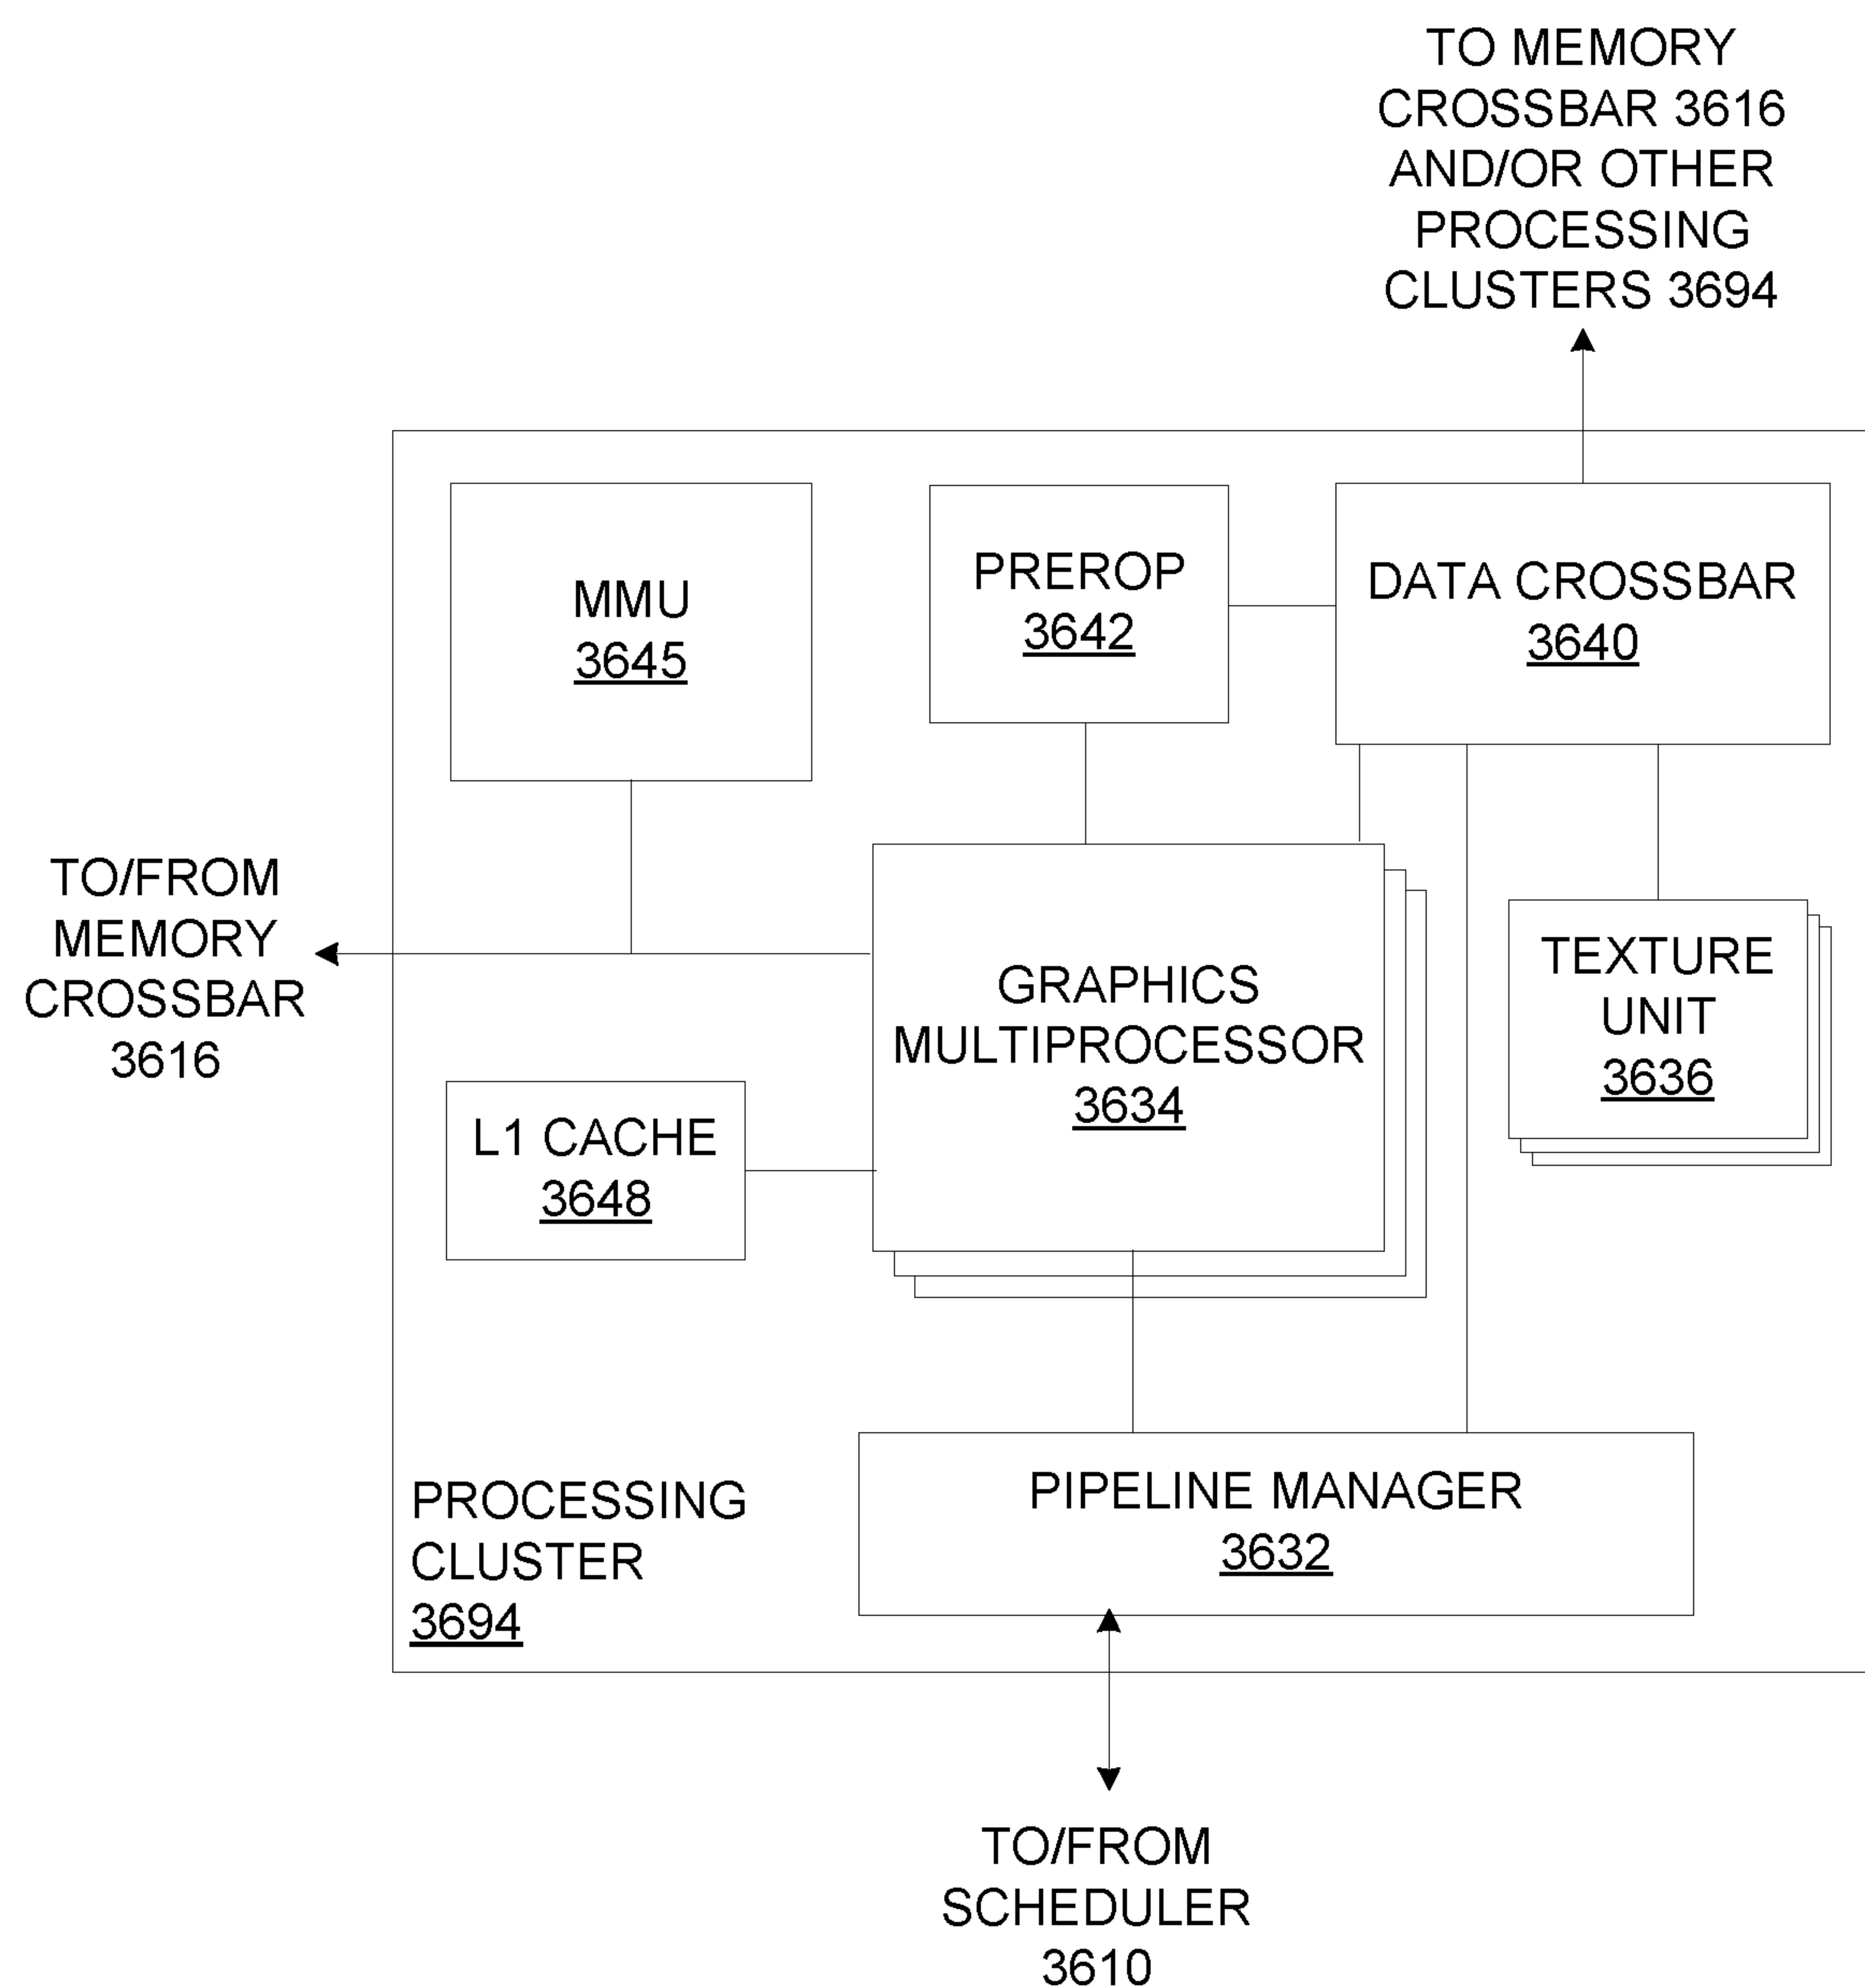 TO MEMORY
CROSSBAR 3616
AND/OR OTHER
PROCESSING
CLUSTERS 3694
MMU
3645
PREROP
3642
DATA CROSSBAR
3640
TO/FROM
MEMORY
CROSSBAR
3616
GRAPHICS
MULTIPROCESSOR
3634
TEXTURE
UNIT
3636
L1 CACHE
3648
PROCESSING
CLUSTER
3694
PIPELINE MANAGER
3632
TO/FROM
SCHEDULER
3610